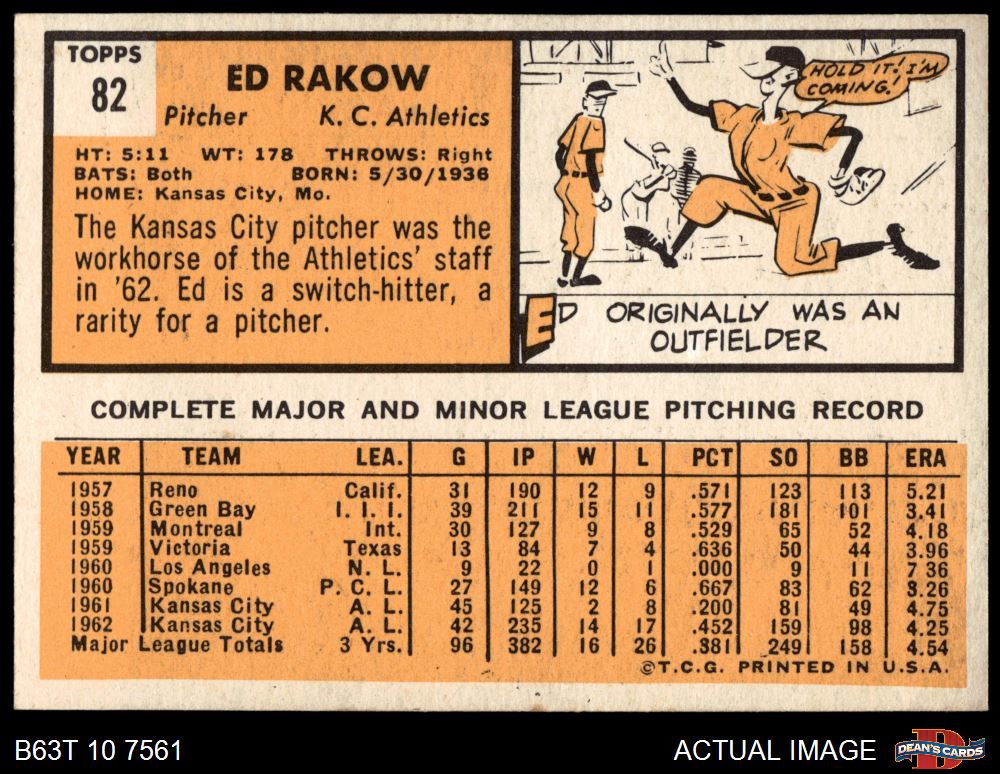 TOPPS
82
ED RAKOW
Pitcher K. C. Athletics
HT: 5:11 WT: 178 THROWS: Right
BATS: Both BORN: 5/30/1936
HOME: Kansas City, Mo.
The Kansas City pitcher was the
workhorse of the Athletics' staff
in '62. Ed is a switch-hitter, a
rarity for a pitcher.
HOLD IT! I'M
COMING!
ED ORIGINALLY WAS AN
OUTFIELDER
COMPLETE MAJOR AND MINOR LEAGUE PITCHING RECORD
YEAR TEAM LEA. G IP W L PCT SO BB ERA
1957 Reno Calif. 31 190 12 9 .571 123 113 5.21
1958 Green Bay I. I. I. 39 211 15 11 .577 181 101 3.41
1959 Montreal Int. 30 127 9 8 .529 65 52 4.18
1959 Victoria Texas 13 84 7 4 .636 50 44 3.96
1960 Los Angeles N. L. 9 22 0 1 .000 9 11 7.36
1960 Spokane P. C. L. 27 149 12 6 .667 83 62 3.26
1961 Kansas City A. L. 45 125 2 8 .200 81 49 4.75
1962 Kansas City A. L. 42 235 14 17 .452 159 98 4.25
Major League Totals 3 Yrs. 96 382 16 26 .381 249 158 4.54
©T.C.G. PRINTED IN U.S.A.
B63T 10 7561 ACTUAL IMAGE
D
DEAN'S CARDS